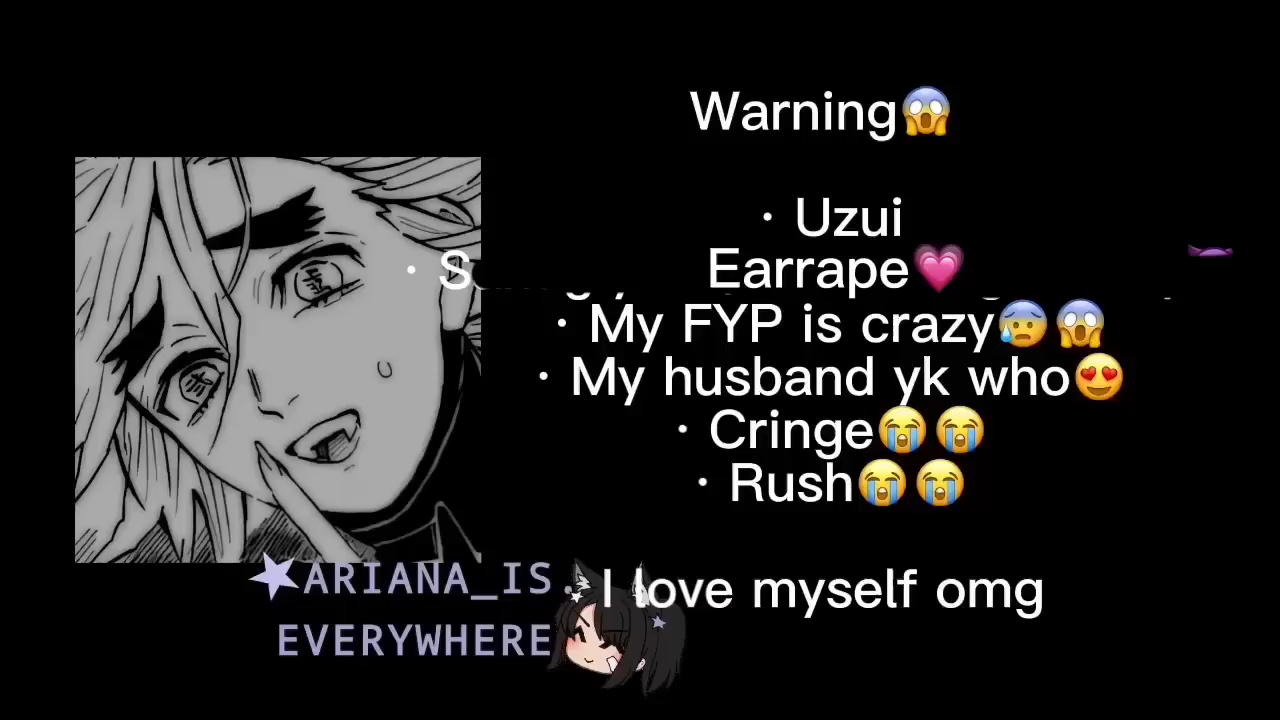 Warning😱
· Uzui
Earrape💗
· S
· My FYP is crazy😰😱
· My husband yk who😍
· Cringe😭😭
· Rush😭😭
I love myself omg
ARIANA_IS.
EVERYWHERE